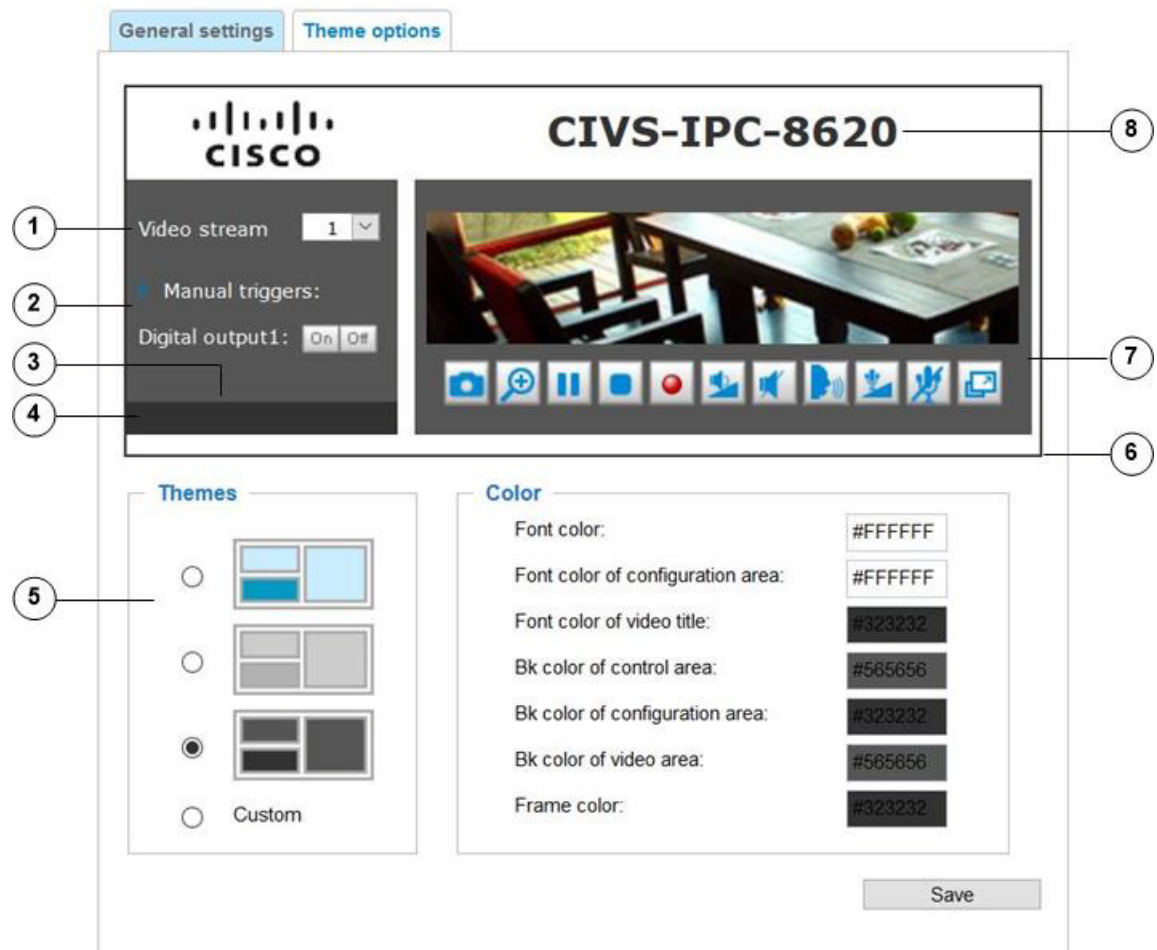 General settings
Theme options
CISCO
CIVS-IPC-8620
8
1
Video stream 1
2
Manual triggers:
Digital output1: On Off
3
7
4
6
Themes
Color
Font color: #FFFFFF
Font color of configuration area: #FFFFFF
5
Font color of video title: #323232
Bk color of control area: #565656
Bk color of configuration area: #323232
Bk color of video area: #565656
Custom
Frame color: #323232
Save